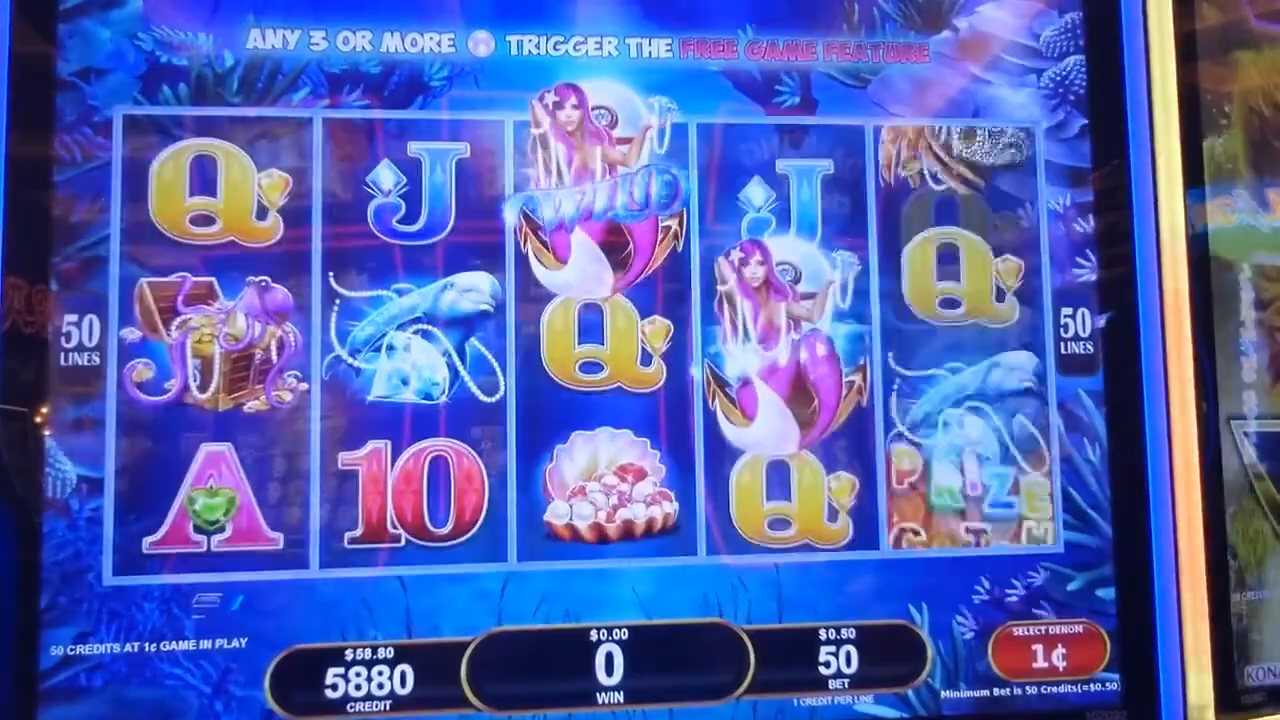 ANY 3 OR MORE TRIGGER THE FREE GAME FEATURE
Q J J
WILD
Q
50 LINES
Q
50 LINES
PRIZE
A 10 Q
50 CREDITS AT 1¢ GAME IN PLAY
$58.80
5880
CREDIT
$0.00
0
WIN
$0.50
50
BET
1 CREDIT PER LINE
SELECT DENOM
1¢
Minimum Bet is 50 Credits(=$0.50)